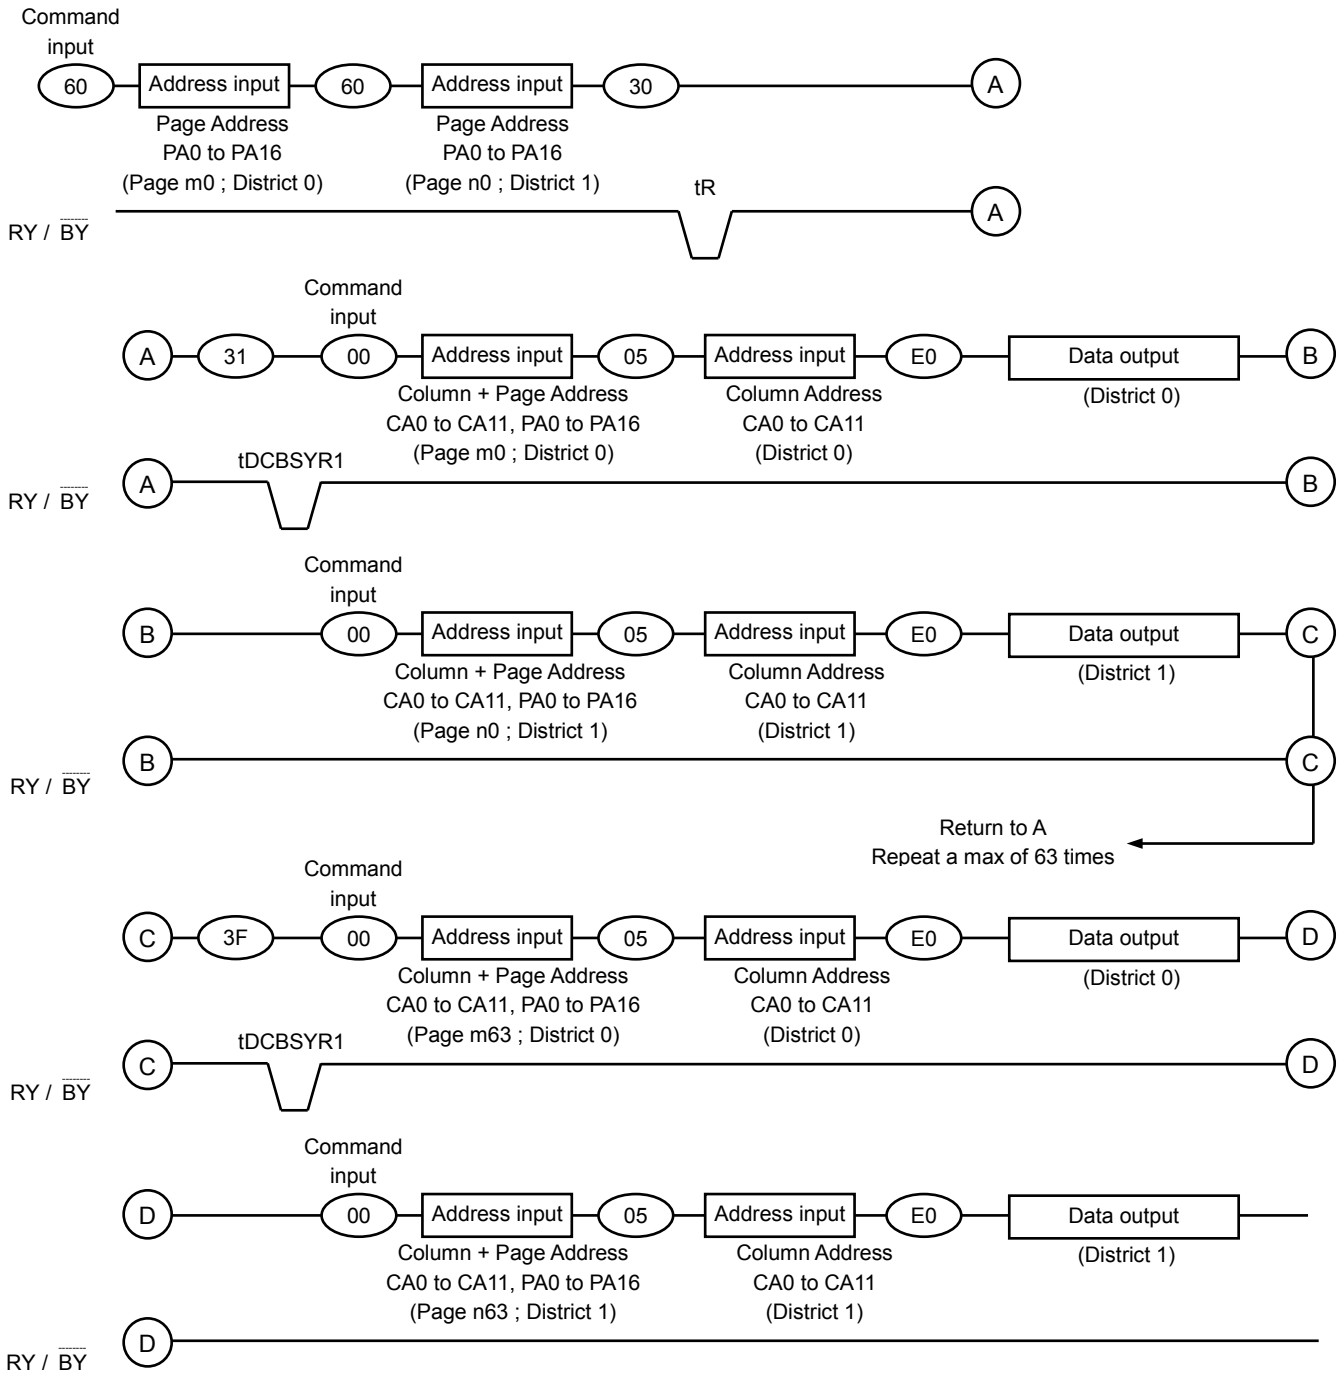 Command
input
60 Address input 60 Address input 30 A
Page Address Page Address
PA0 to PA16 PA0 to PA16
(Page m0 ; District 0) (Page n0 ; District 1)
tR
A
RY / BY
Command
input
A 31 00 Address input 05 Address input E0 Data output B
Column + Page Address Column Address (District 0)
CA0 to CA11, PA0 to PA16 CA0 to CA11
(Page m0 ; District 0) (District 0)
tDCBSYR1
A B
RY / BY
Command
input
B 00 Address input 05 Address input E0 Data output C
Column + Page Address Column Address (District 1)
CA0 to CA11, PA0 to PA16 CA0 to CA11
(Page n0 ; District 1) (District 1)
B C
RY / BY
Return to A
Repeat a max of 63 times
Command
input
C 3F 00 Address input 05 Address input E0 Data output D
Column + Page Address Column Address (District 0)
CA0 to CA11, PA0 to PA16 CA0 to CA11
(Page m63 ; District 0) (District 0)
tDCBSYR1
C D
RY / BY
Command
input
D 00 Address input 05 Address input E0 Data output
Column + Page Address Column Address (District 1)
CA0 to CA11, PA0 to PA16 CA0 to CA11
(Page n63 ; District 1) (District 1)
D
RY / BY